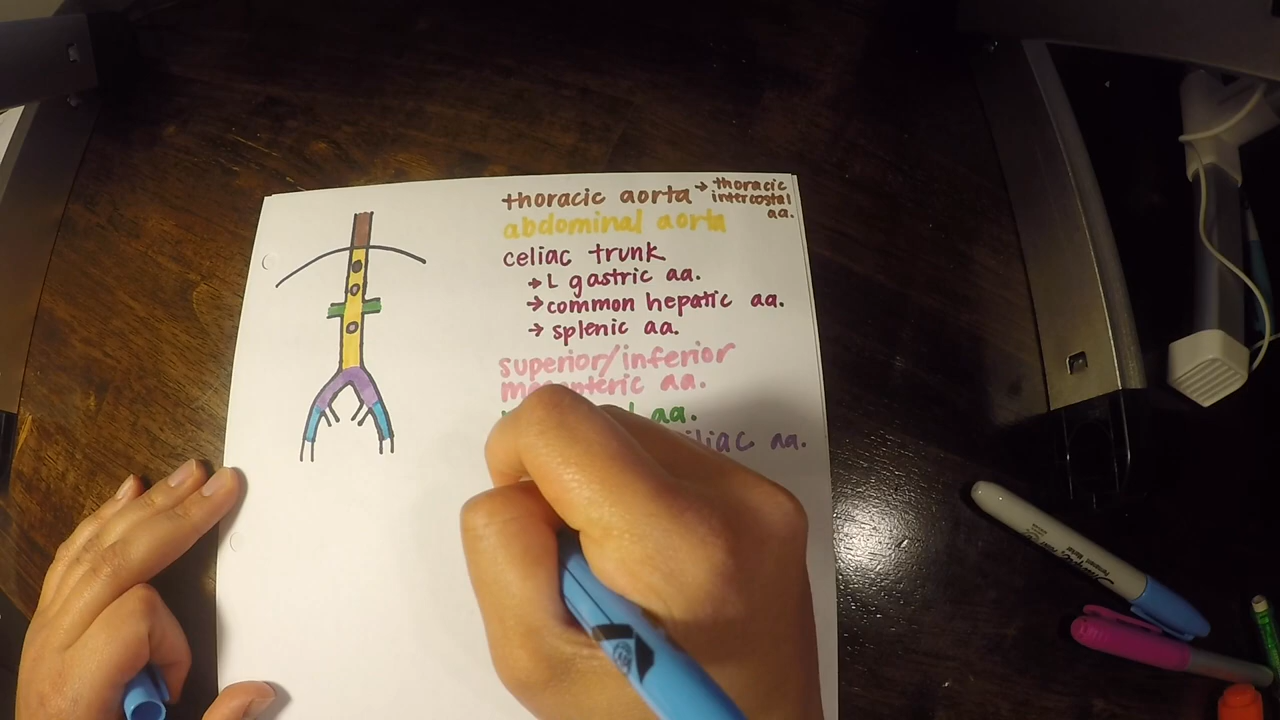 thoracic aorta → thoracic
intercostal
aa.
abdominal aorta
celiac trunk
→ L gastric aa.
→ common hepatic aa.
→ splenic aa.
superior/inferior
mesenteric aa.
aa.
iliac aa.